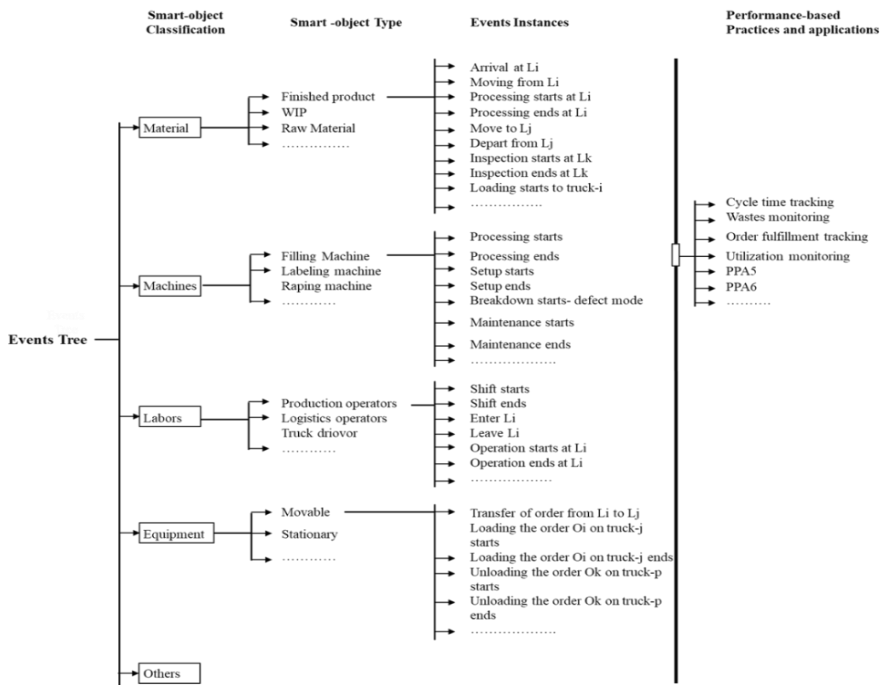 Smart-object
Classification
Smart -object Type
Events Instances
Performance-based
Practices and applications
Events Tree
Material
Finished product
WIP
Raw Material
……………
Arrival at Li
Moving from Li
Processing starts at Li
Processing ends at Li
Move to Lj
Depart from Lj
Inspection starts at Lk
Inspection ends at Lk
Loading starts to truck-i
…………….
Machines
Filling Machine
Labeling machine
Raping machine
…………
Processing starts
Processing ends
Setup starts
Setup ends
Breakdown starts- defect mode
Maintenance starts
Maintenance ends
……………….
Labors
Production operators
Logistics operators
Truck driovor
…………
Shift starts
Shift ends
Enter Li
Leave Li
Operation starts at Li
Operation ends at Li
……………….
Equipment
Movable
Stationary
…………
Transfer of order from Li to Lj
Loading the order Oi on truck-j
starts
Loading the order Oi on truck-j ends
Unloading the order Ok on truck-p
starts
Unloading the order Ok on truck-p
ends
……………….
Others
Cycle time tracking
Wastes monitoring
Order fulfillment tracking
Utilization monitoring
PPA5
PPA6
……….